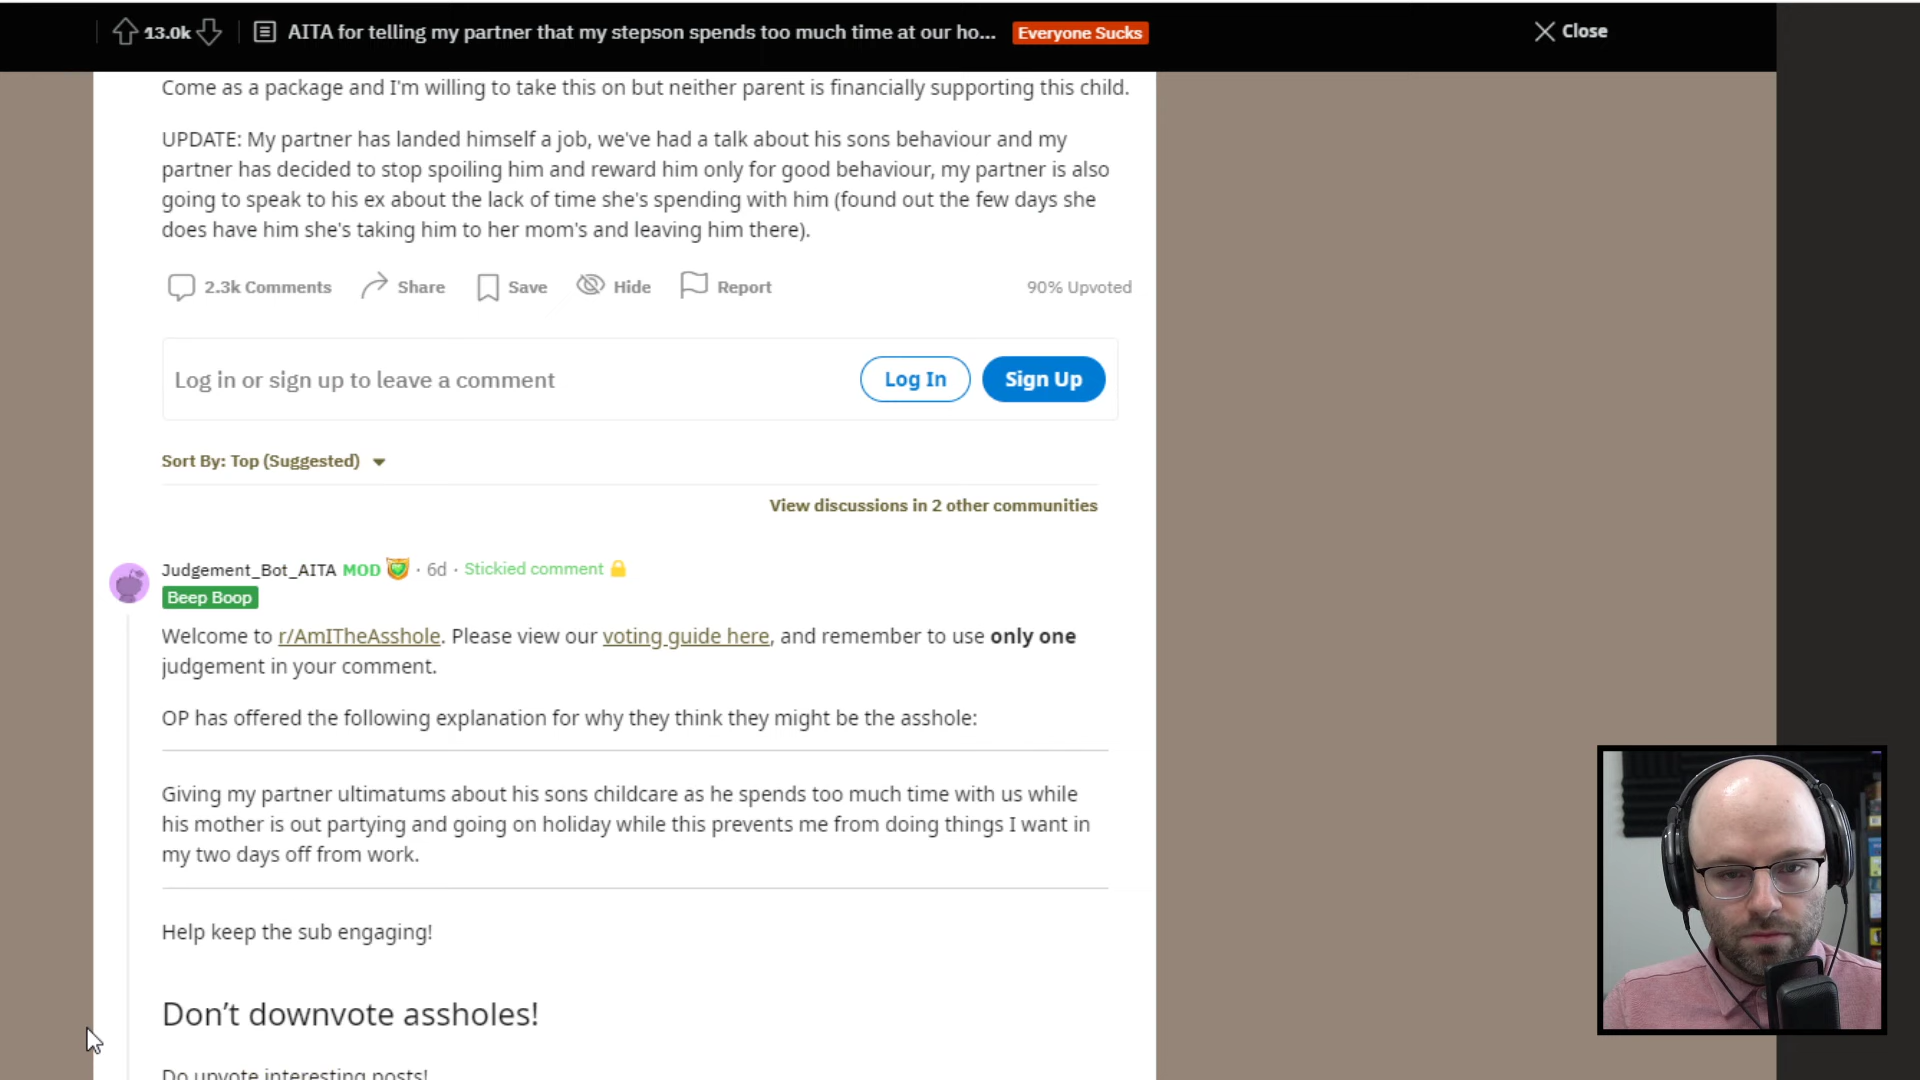 13.0k AITA for telling my partner that my stepson spends too much time at our ho... Everyone Sucks Close
Come as a package and I'm willing to take this on but neither parent is financially supporting this child.
UPDATE: My partner has landed himself a job, we've had a talk about his sons behaviour and my
partner has decided to stop spoiling him and reward him only for good behaviour, my partner is also
going to speak to his ex about the lack of time she's spending with him (found out the few days she
does have him she's taking him to her mom's and leaving him there).
2.3k Comments Share Save Hide Report 90% Upvoted
Log in or sign up to leave a comment Log In Sign Up
Sort By: Top (Suggested)
View discussions in 2 other communities
Judgement_Bot_AITA MOD · 6d · Stickied comment
Beep Boop
Welcome to r/AmITheAsshole. Please view our voting guide here, and remember to use only one
judgement in your comment.
OP has offered the following explanation for why they think they might be the asshole:
Giving my partner ultimatums about his sons childcare as he spends too much time with us while
his mother is out partying and going on holiday while this prevents me from doing things I want in
my two days off from work.
Help keep the sub engaging!
Don’t downvote assholes!
Do upvote interesting posts!